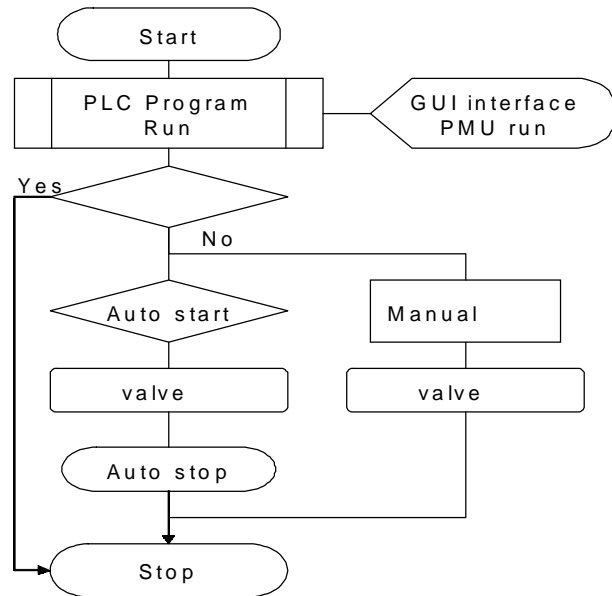 Start
PLC Program
Run
GUI interface
PMU run
Yes
No
Auto start
Manual
valve
valve
Auto stop
Stop